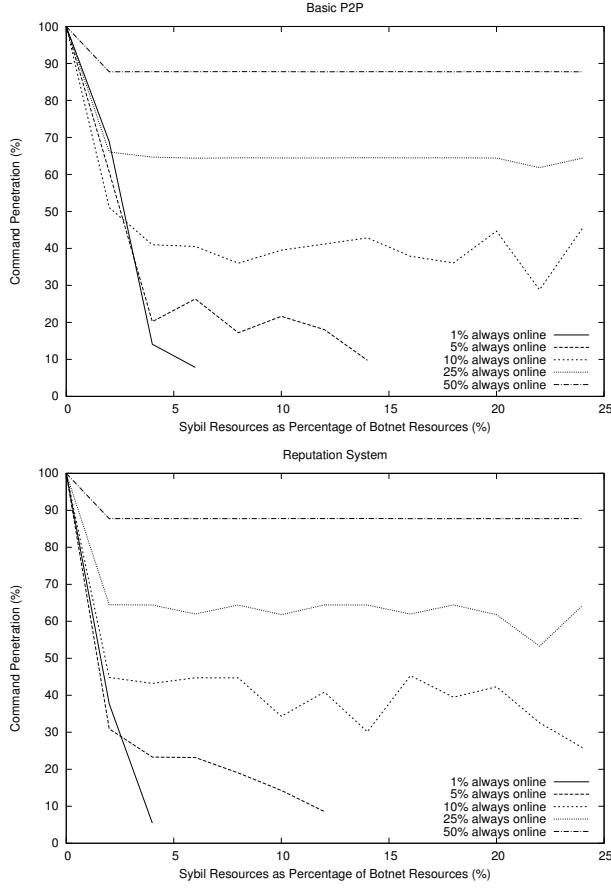 Basic P2P
100
90
80
70
60
50
40
30
20
10
0
Command Penetration (%)
1% always online
5% always online
10% always online
25% always online
50% always online
0 5 10 15 20 25
Sybil Resources as Percentage of Botnet Resources (%)
Reputation System
100
90
80
70
60
50
40
30
20
10
0
Command Penetration (%)
1% always online
5% always online
10% always online
25% always online
50% always online
0 5 10 15 20 25
Sybil Resources as Percentage of Botnet Resources (%)